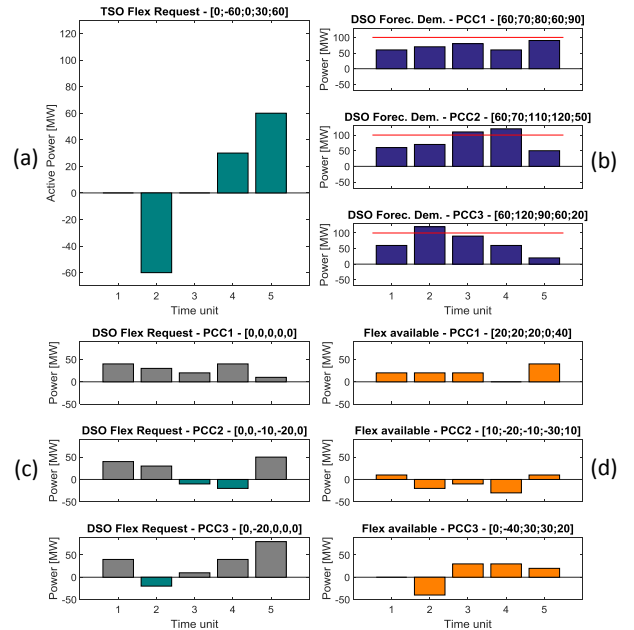 TSO Flex Request - [0;-60;0;30;60]
Active Power [MW]
120
100
80
60
40
20
0
-20
-40
-60
1 2 3 4 5
Time unit
(a)
DSO Forec. Dem. - PCC1 - [60;70;80;60;90]
Power [MW]
100
50
0
-50
DSO Forec. Dem. - PCC2 - [60;70;110;120;50]
Power [MW]
100
50
0
-50
(b)
DSO Forec. Dem. - PCC3 - [60;120;90;60;20]
Power [MW]
100
50
0
-50
1 2 3 4 5
Time unit
DSO Flex Request - PCC1 - [0,0,0,0,0]
Power [MW]
50
0
-50
DSO Flex Request - PCC2 - [0,0,-10,-20,0]
Power [MW]
50
0
-50
(c)
DSO Flex Request - PCC3 - [0,-20,0,0,0]
Power [MW]
50
0
-50
1 2 3 4 5
Time unit
Flex available - PCC1 - [20;20;20;0;40]
Power [MW]
50
0
-50
Flex available - PCC2 - [10;-20;-10;-30;10]
Power [MW]
50
0
-50
(d)
Flex available - PCC3 - [0;-40;30;30;20]
Power [MW]
50
0
-50
1 2 3 4 5
Time unit